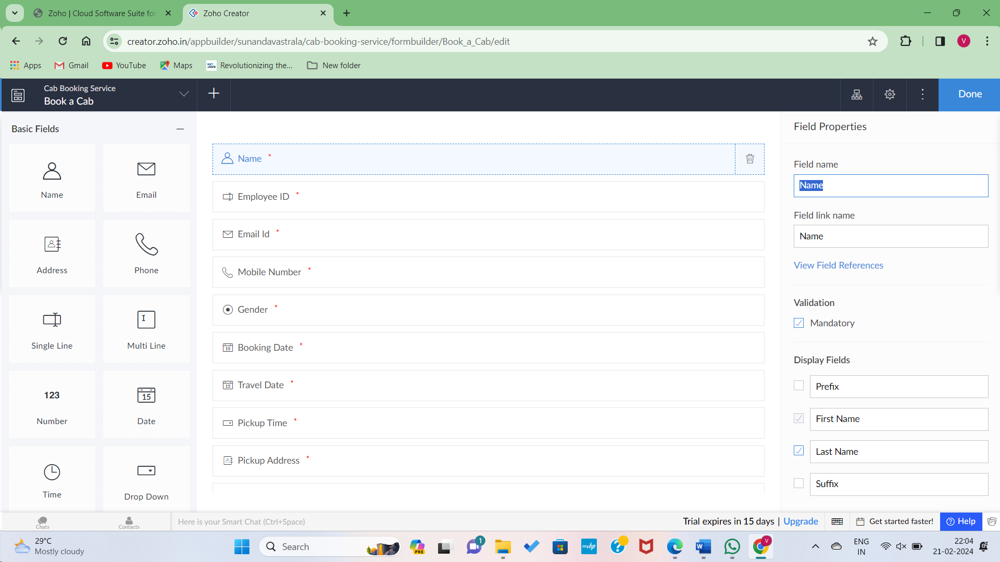 Zoho | Cloud Software Suite for
Zoho Creator
creator.zoho.in/appbuilder/sunandavastrala/cab-booking-service/formbuilder/Book_a_Cab/edit
Apps
Gmail
YouTube
Maps
Revolutionizing the...
New folder
V
Cab Booking Service
Book a Cab
Done
Basic Fields
Name
Email
Address
Phone
Single Line
Multi Line
123
Number
15
Date
Time
Drop Down
Name *
Employee ID *
Email Id *
Mobile Number *
Gender *
15 Booking Date *
15 Travel Date *
Pickup Time *
Pickup Address *
Field Properties
Field name
Name
Field link name
Name
View Field References
Validation
Mandatory
Display Fields
Prefix
First Name
Last Name
Suffix
Chats
Contacts
Here is your Smart Chat (Ctrl+Space)
Trial expires in 15 days | Upgrade
Get started faster!
Help
29°C
Mostly cloudy
Search
PRE
1
myhp
W
V
ENG
IN
22:04
21-02-2024